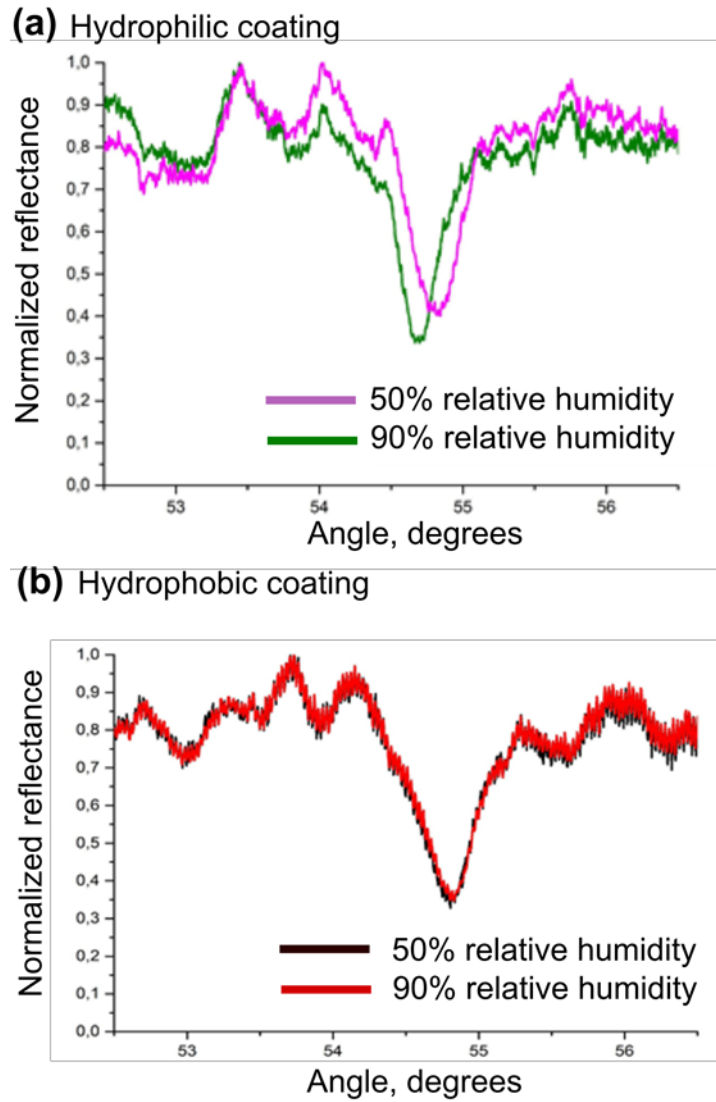 (a) Hydrophilic coating
Normalized reflectance
1,0
0,9
0,8
0,7
0,6
0,5
0,4
0,3
0,2
0,1
0,0
50% relative humidity
90% relative humidity
53 54 55 56
Angle, degrees
(b) Hydrophobic coating
Normalized reflectance
1,0
0,9
0,8
0,7
0,6
0,5
0,4
0,3
0,2
0,1
0,0
50% relative humidity
90% relative humidity
53 54 55 56
Angle, degrees